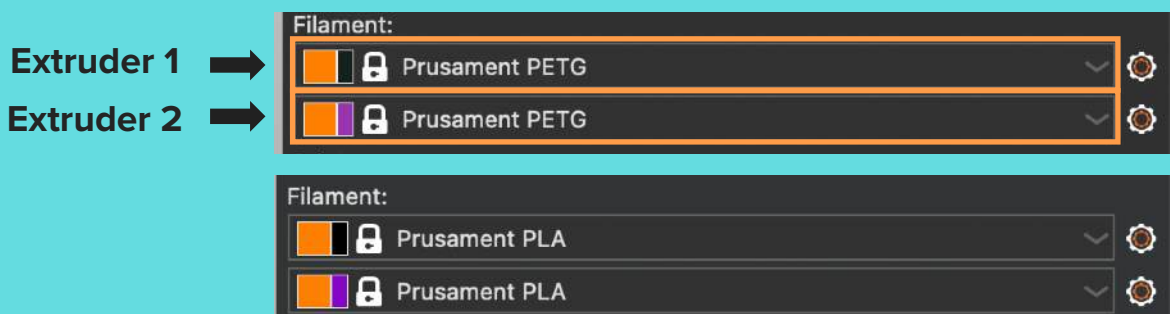 Filament:
Extruder 1
Prusament PETG
Extruder 2
Prusament PETG
Filament:
Prusament PLA
Prusament PLA